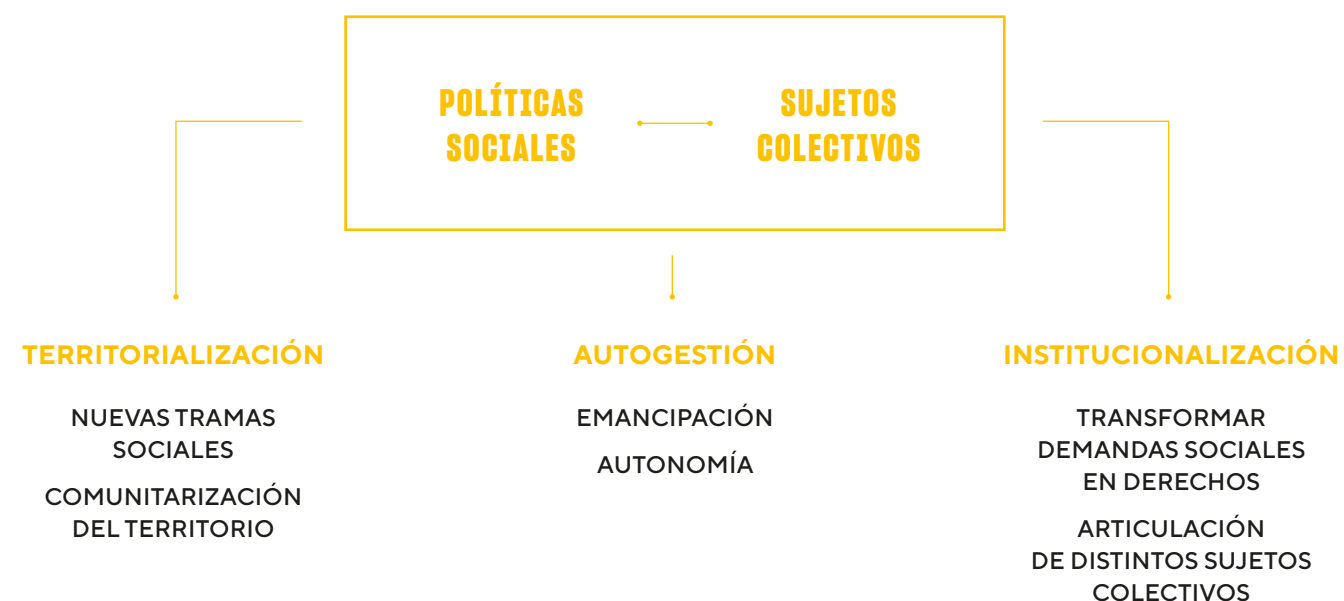 POLÍTICAS
SOCIALES
SUJETOS
COLECTIVOS
TERRITORIALIZACIÓN
NUEVAS TRAMAS
SOCIALES
COMUNITARIZACIÓN
DEL TERRITORIO
AUTOGESTIÓN
EMANCIPACIÓN
AUTONOMÍA
INSTITUCIONALIZACIÓN
TRANSFORMAR
DEMANDAS SOCIALES
EN DERECHOS
ARTICULACIÓN
DE DISTINTOS SUJETOS
COLECTIVOS